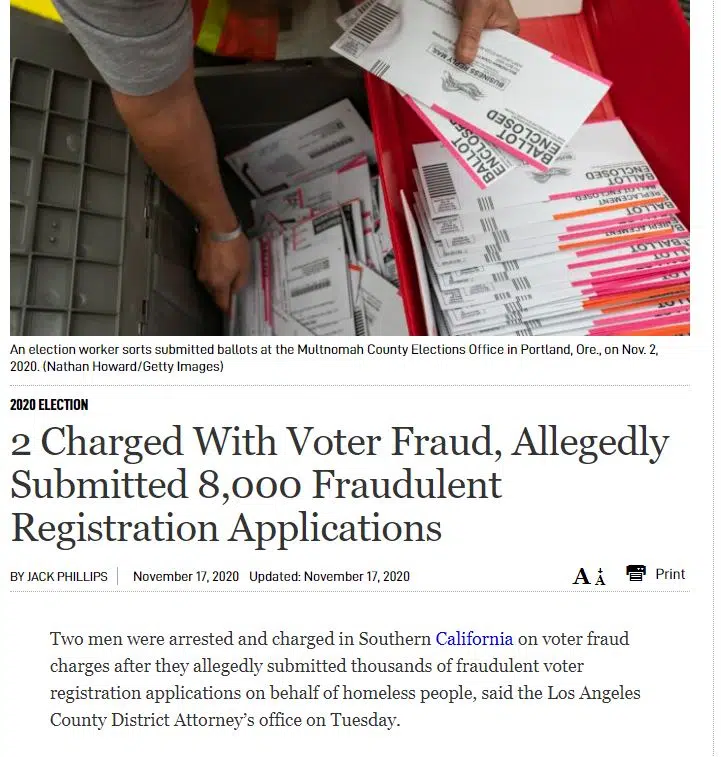 BUSINESS REPLY MAIL
BALLOT
ENCLOSED
BALLOT
ENCLOSED
BALLOT
ENCLOSED
REPLACEMENT
BALLOT
BALLOT
An election worker sorts submitted ballots at the Multnomah County Elections Office in Portland, Ore., on Nov. 2,
2020. (Nathan Howard/Getty Images)
2020 ELECTION
2 Charged With Voter Fraud, Allegedly
Submitted 8,000 Fraudulent
Registration Applications
BY JACK PHILLIPS November 17, 2020 Updated: November 17, 2020
A A Print
Two men were arrested and charged in Southern California on voter fraud
charges after they allegedly submitted thousands of fraudulent voter
registration applications on behalf of homeless people, said the Los Angeles
County District Attorney’s office on Tuesday.